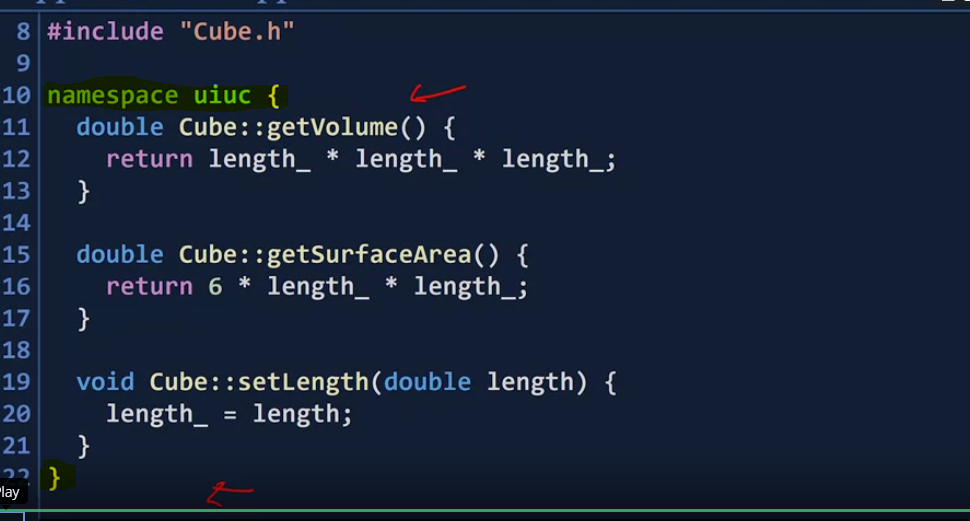 8 #include "Cube.h"
9
10 namespace uiuc {
11 double Cube::getVolume() {
12 return length_ * length_ * length_;
13 }
14
15 double Cube::getSurfaceArea() {
16 return 6 * length_ * length_;
17 }
18
19 void Cube::setLength(double length) {
20 length_ = length;
21 }
22 }
Play